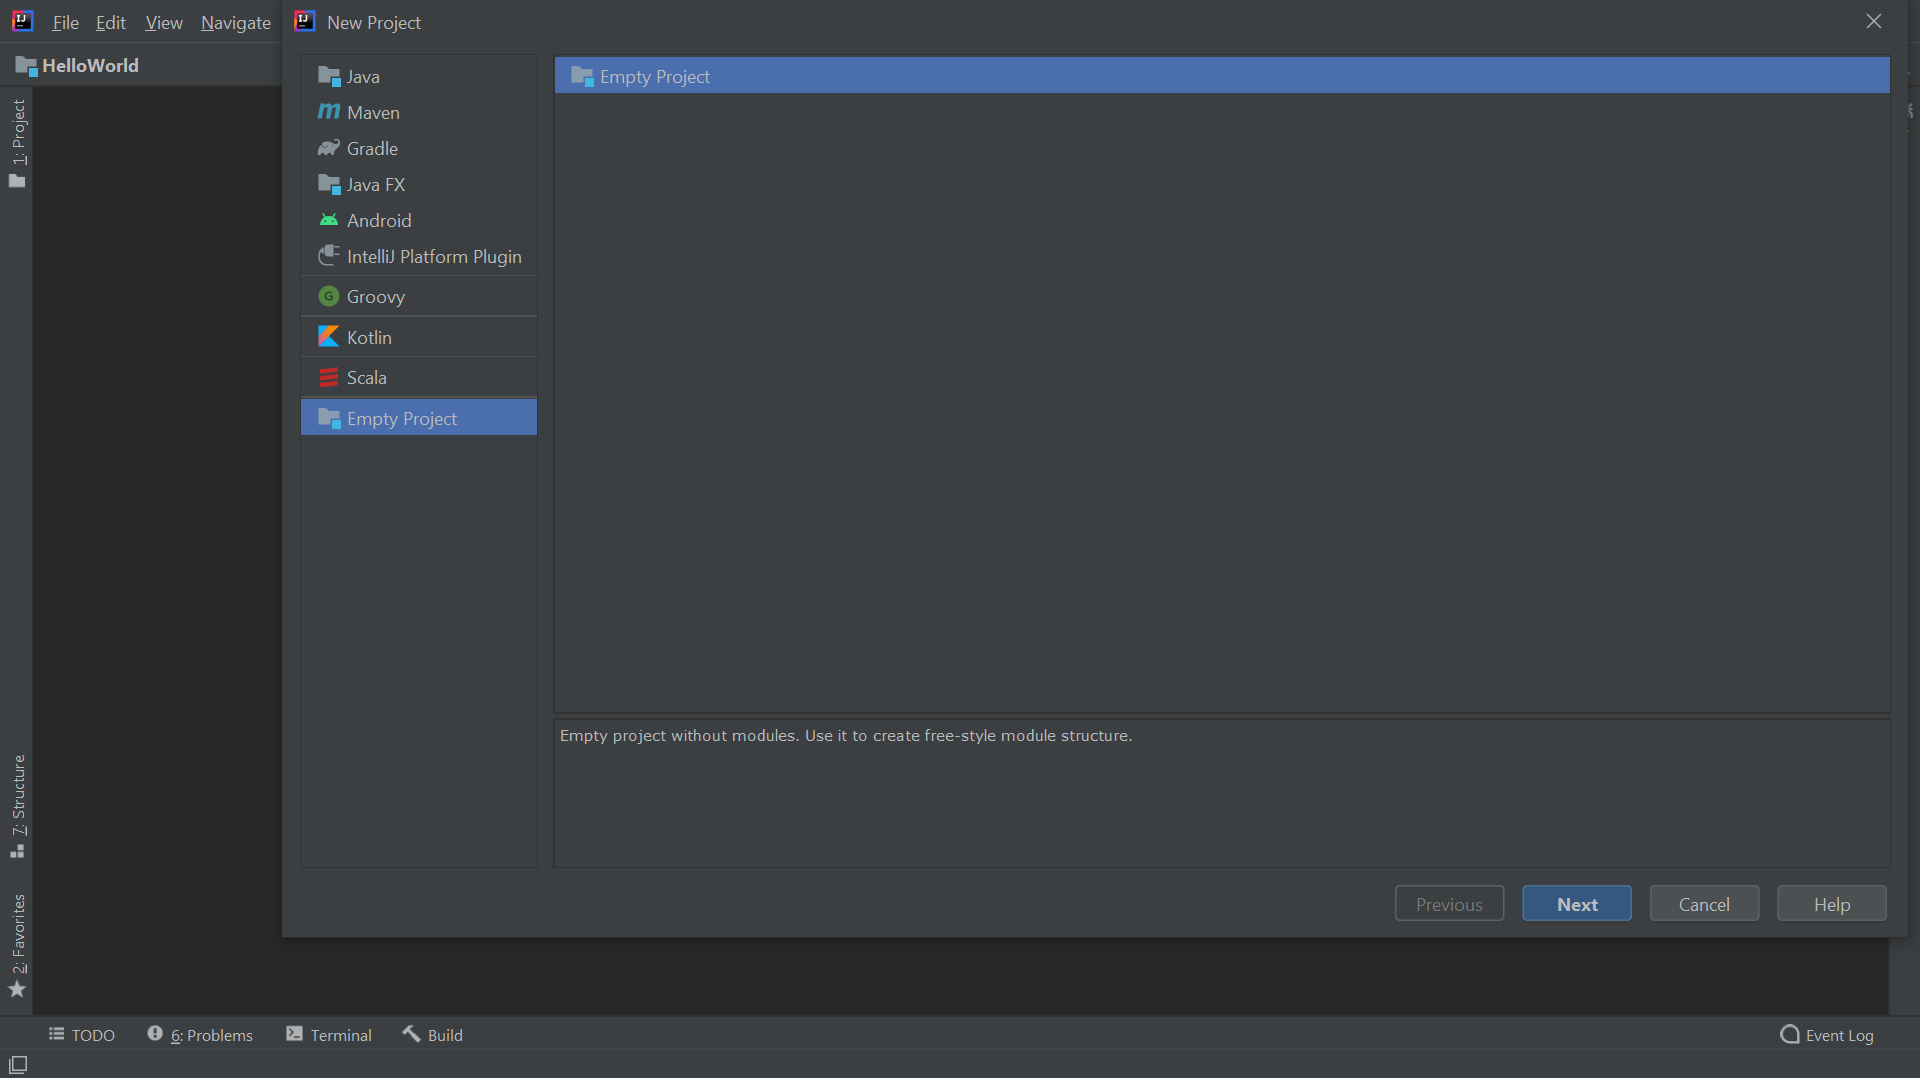 File Edit View Navigate
New Project
HelloWorld
1: Project
7: Structure
2: Favorites
Java
Maven
Gradle
Java FX
Android
IntelliJ Platform Plugin
Groovy
Kotlin
Scala
Empty Project
Empty Project
Empty project without modules. Use it to create free-style module structure.
Previous Next Cancel Help
TODO 6: Problems Terminal Build Event Log